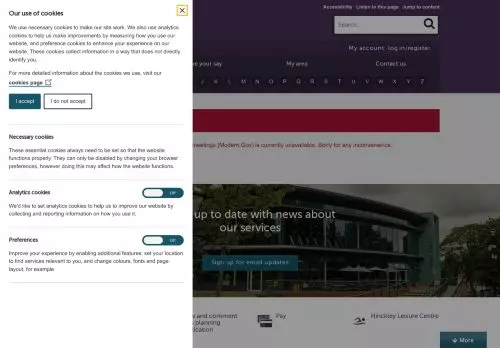 Accessibility Listen to this page Jump to content
Our use of cookies
We use necessary cookies to make our site work. We also use analytics
cookies to help us make improvements by measuring how you use our
website, and preference cookies to enhance your experience on our
website. These cookies collect information in a way that does not directly
identify you.
For more detailed information about the cookies we use, visit our
cookies page
I accept I do not accept
Search...
My account: log in/register
your say My area Contact us
J K L M N O P Q R S T U V W X Y Z
Necessary cookies
These essential cookies always need to be set so that the website
functions properly. They can only be disabled by changing your browser
preferences, however doing this may affect how the website functions.
meetings (Modern.Gov) is currently unavailable. Sorry for any inconvenience.
Analytics cookies Off
We'd like to set analytics cookies to help us to improve our website by
collecting and reporting information on how you use it.
Preferences Off
Improve your experience by enabling additional features; set your location
to find services relevant to you, and change colours, fonts and page
layout, for example
up to date with news about
our services
Sign-up for email updates
and comment
planning
Pay
Hinckley Leisure Centre
More